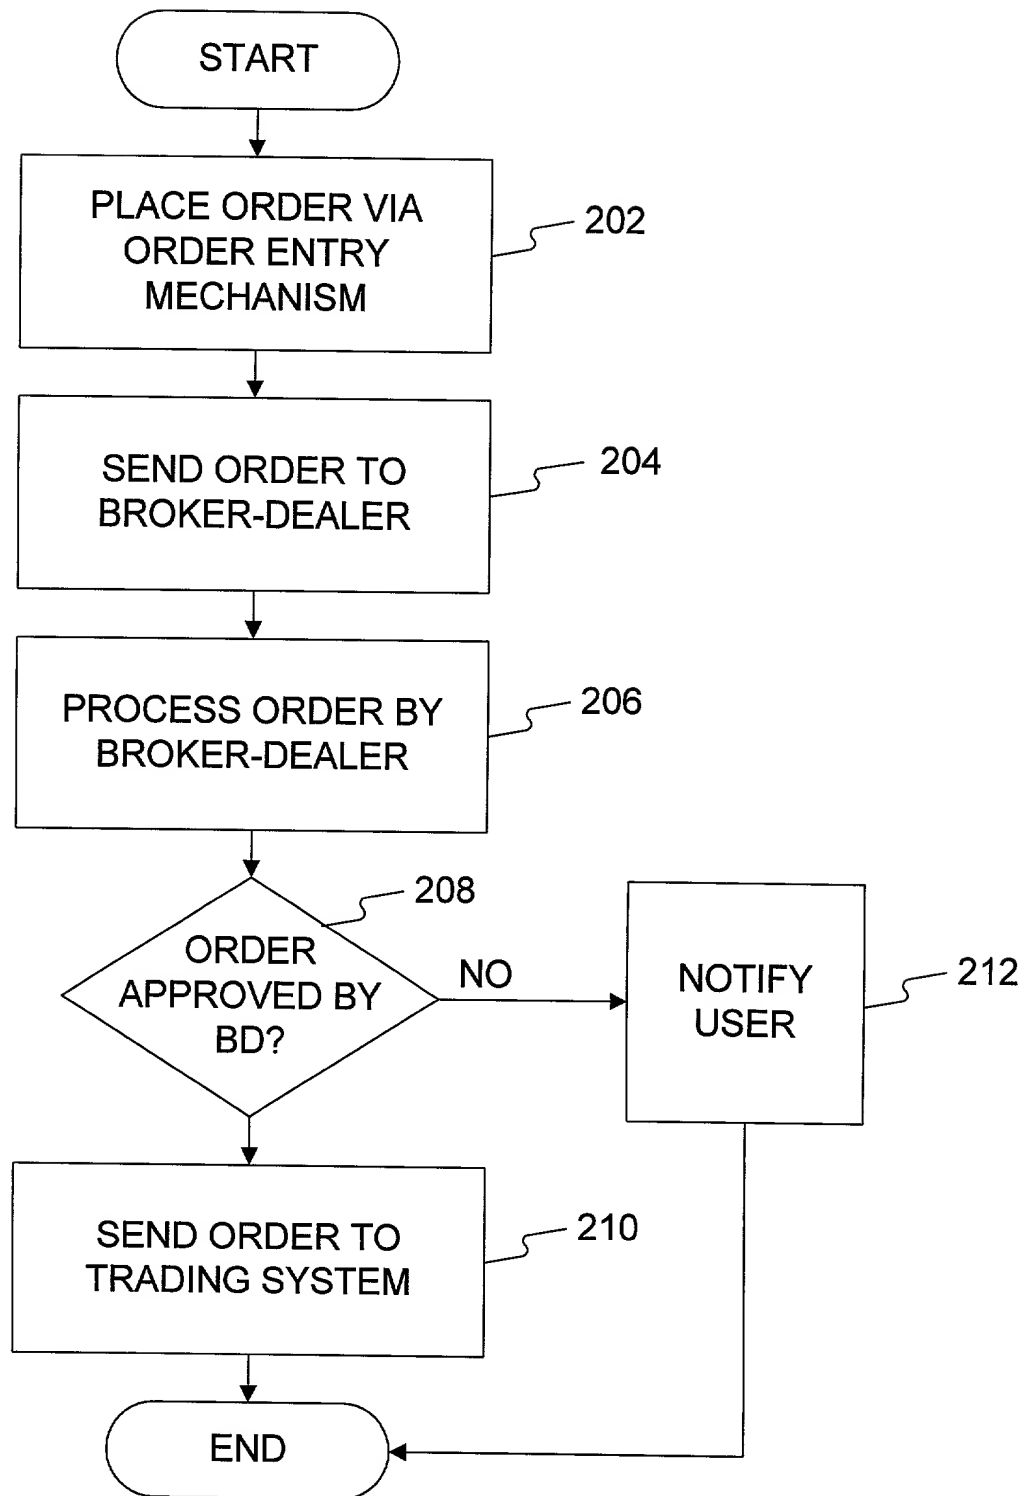 START
PLACE ORDER VIA
ORDER ENTRY
MECHANISM
202
SEND ORDER TO
BROKER-DEALER
204
PROCESS ORDER BY
BROKER-DEALER
206
ORDER
APPROVED BY
BD?
208
NO
NOTIFY
USER
212
SEND ORDER TO
TRADING SYSTEM
210
END